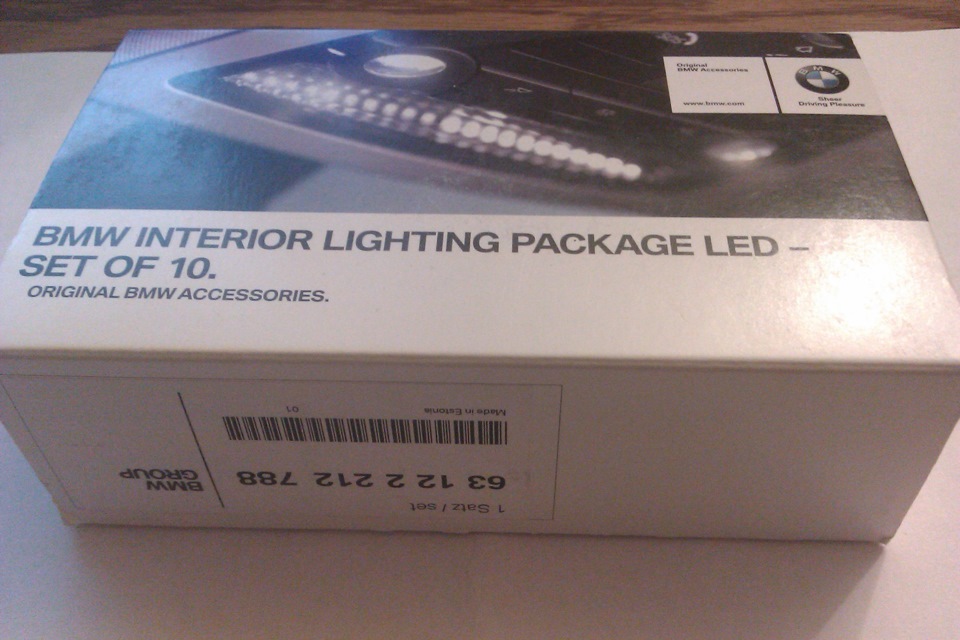 Original
BMW Accessories
www.bmw.com
BMW
Sheer
Driving Pleasure
BMW INTERIOR LIGHTING PACKAGE LED –
SET OF 10.
ORIGINAL BMW ACCESSORIES.
1 Satz / set
63 12 2 212 788
Made in Estonia 01
BMW
GROUP